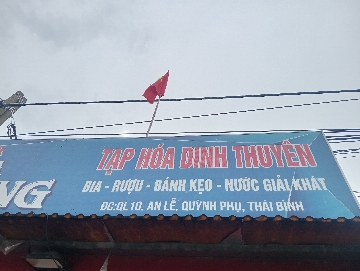 TẠP HÓA DINH THUYÊN
NG
BIA - RƯỢU - BÁNH KẸO - NƯỚC GIẢI KHÁT
ĐC:QL10, AN LỄ, QUỲNH PHỤ, THÁI BÌNH